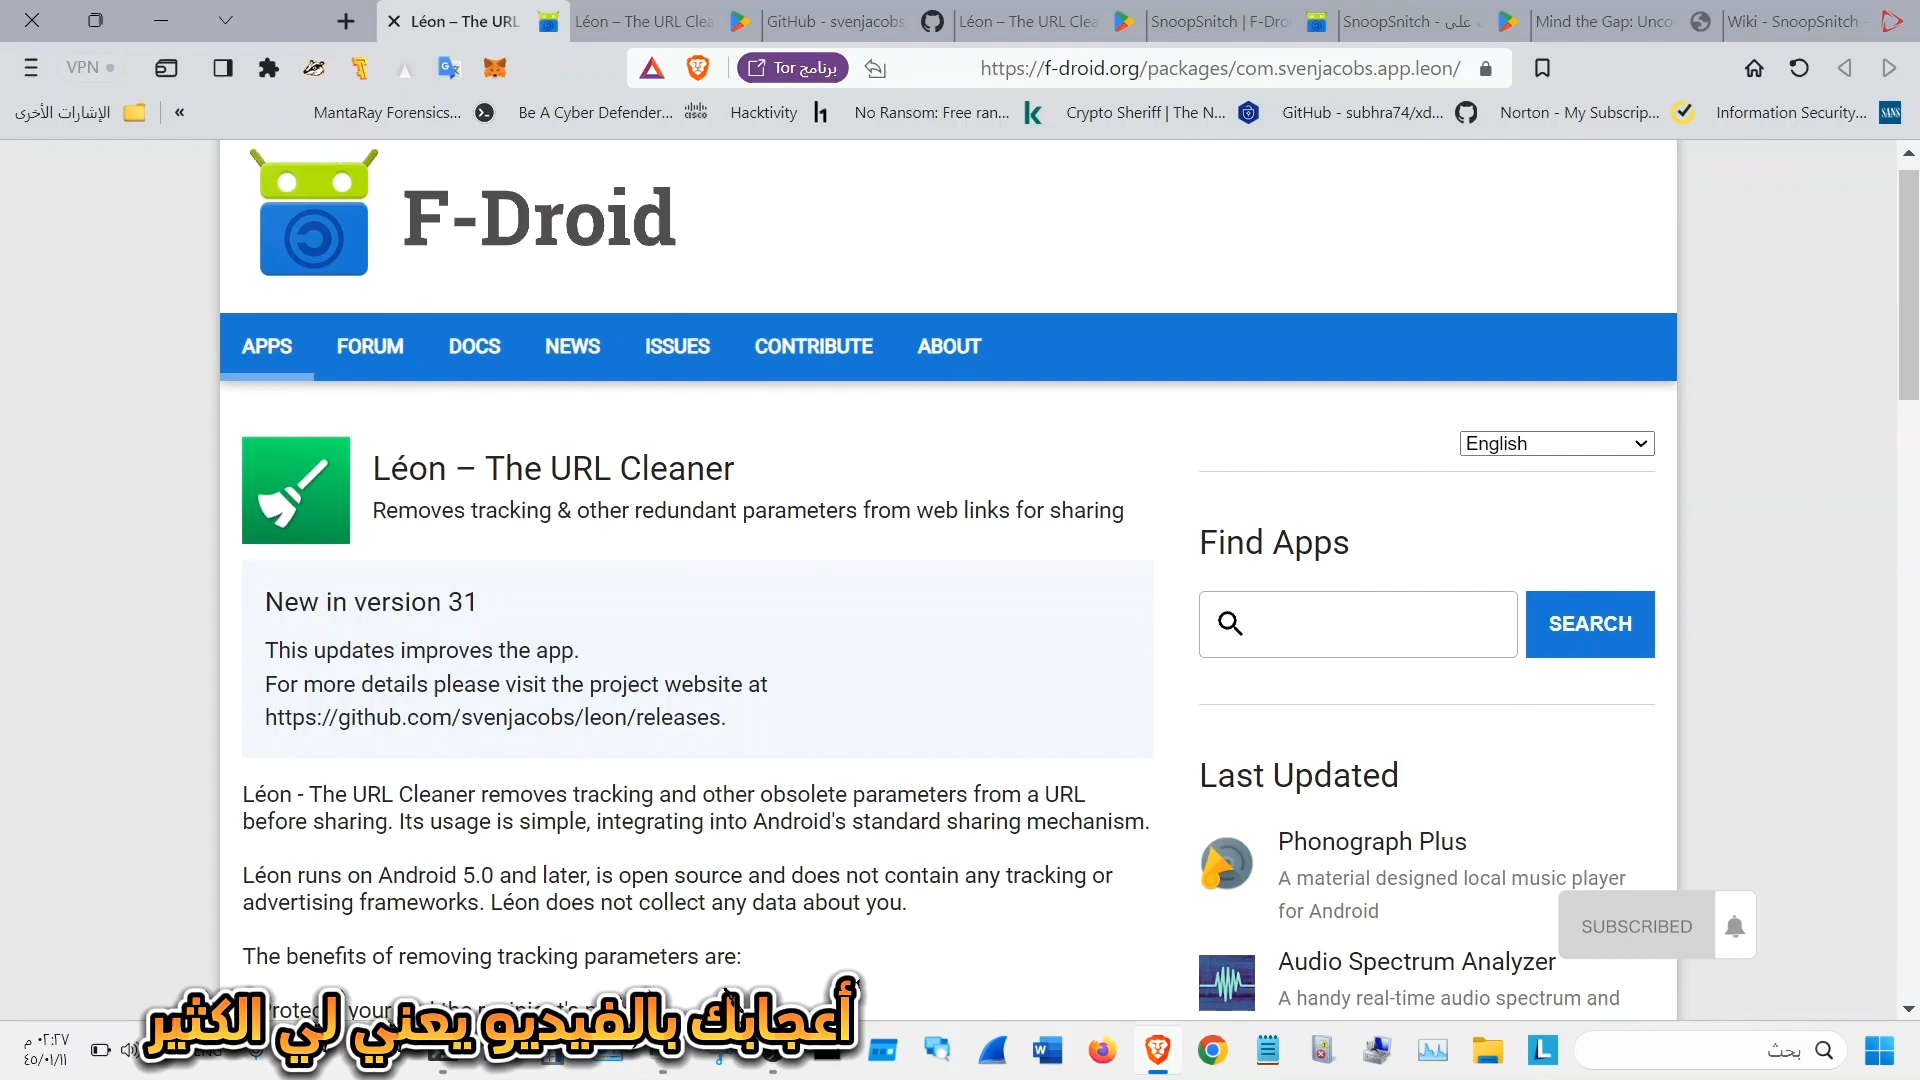 Léon – The URL
Léon – The URL Clea
GitHub - svenjacobs
Léon – The URL Clea
SnoopSnitch | F-Dro
SnoopSnitch - على
Mind the Gap: Unco
Wiki - SnoopSnitch -
VPN
برنامج Tor
https://f-droid.org/packages/com.svenjacobs.app.leon/
الإشارات الأخرى
«
MantaRay Forensics...
Be A Cyber Defender...
Hacktivity
No Ransom: Free ran...
Crypto Sheriff | The N...
GitHub - subhra74/xd...
Norton - My Subscrip...
Information Security...
F-Droid
APPS FORUM DOCS NEWS ISSUES CONTRIBUTE ABOUT
English
Léon – The URL Cleaner
Removes tracking & other redundant parameters from web links for sharing
New in version 31
This updates improves the app.
For more details please visit the project website at
https://github.com/svenjacobs/leon/releases.
Léon - The URL Cleaner removes tracking and other obsolete parameters from a URL
before sharing. Its usage is simple, integrating into Android's standard sharing mechanism.
Léon runs on Android 5.0 and later, is open source and does not contain any tracking or
advertising frameworks. Léon does not collect any data about you.
The benefits of removing tracking parameters are:
Find Apps
SEARCH
Last Updated
Phonograph Plus
A material designed local music player
for Android
Audio Spectrum Analyzer
A handy real-time audio spectrum and
SUBSCRIBED
أعجابك بالفيديو يعني لي الكثير
٠٢:٢٧ م
٤٥/٠١/١١
بحث